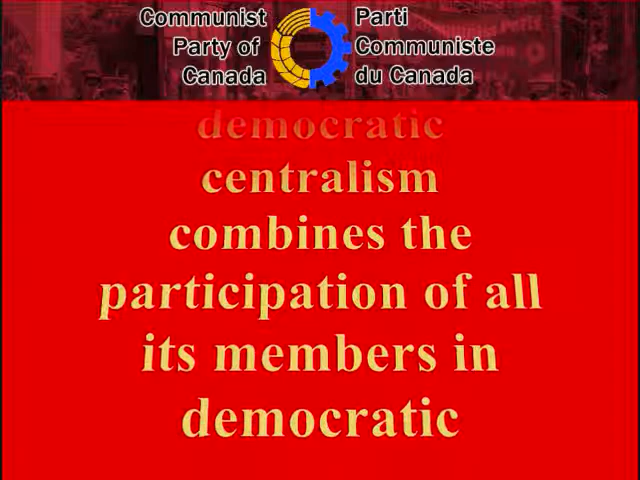 Communist
Party of
Canada
Parti
Communiste
du Canada
democratic
centralism
combines the
participation of all
its members in
democratic